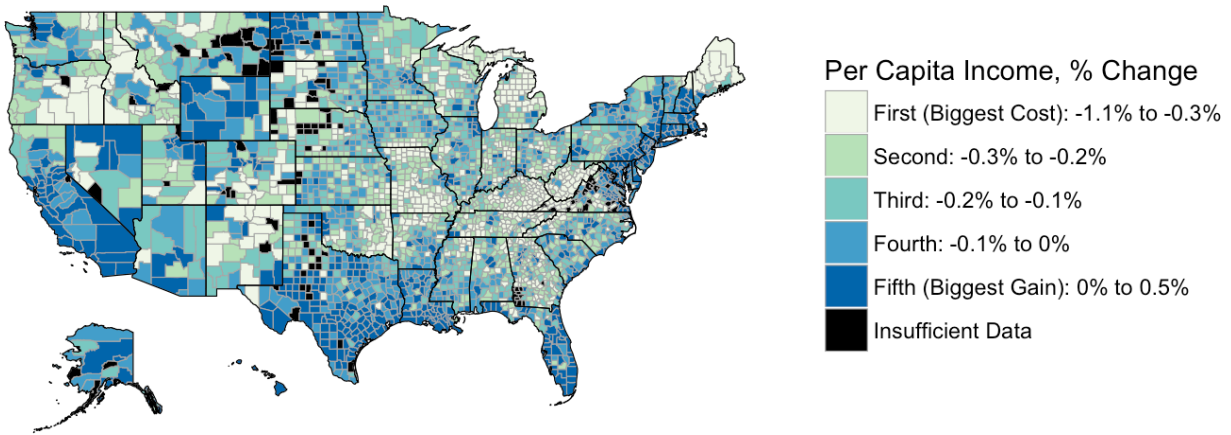 Per Capita Income, % Change
First (Biggest Cost): -1.1% to -0.3%
Second: -0.3% to -0.2%
Third: -0.2% to -0.1%
Fourth: -0.1% to 0%
Fifth (Biggest Gain): 0% to 0.5%
Insufficient Data